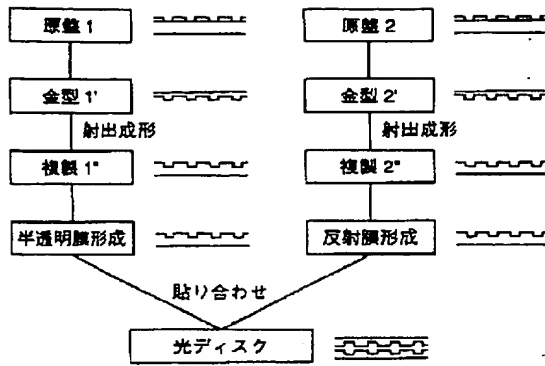 原盤 1
原盤 2
金型 1'
金型 2'
射出成形
射出成形
複製 1"
複製 2"
半透明膜形成
反射膜形成
貼り合わせ
光ディスク